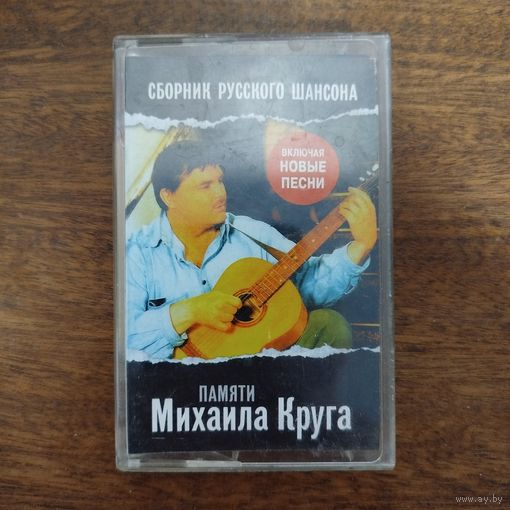 СБОРНИК РУССКОГО ШАНСОНА
ВКЛЮЧАЯ
НОВЫЕ
ПЕСНИ
ПАМЯТИ
Михаила Круга
www.ay.by